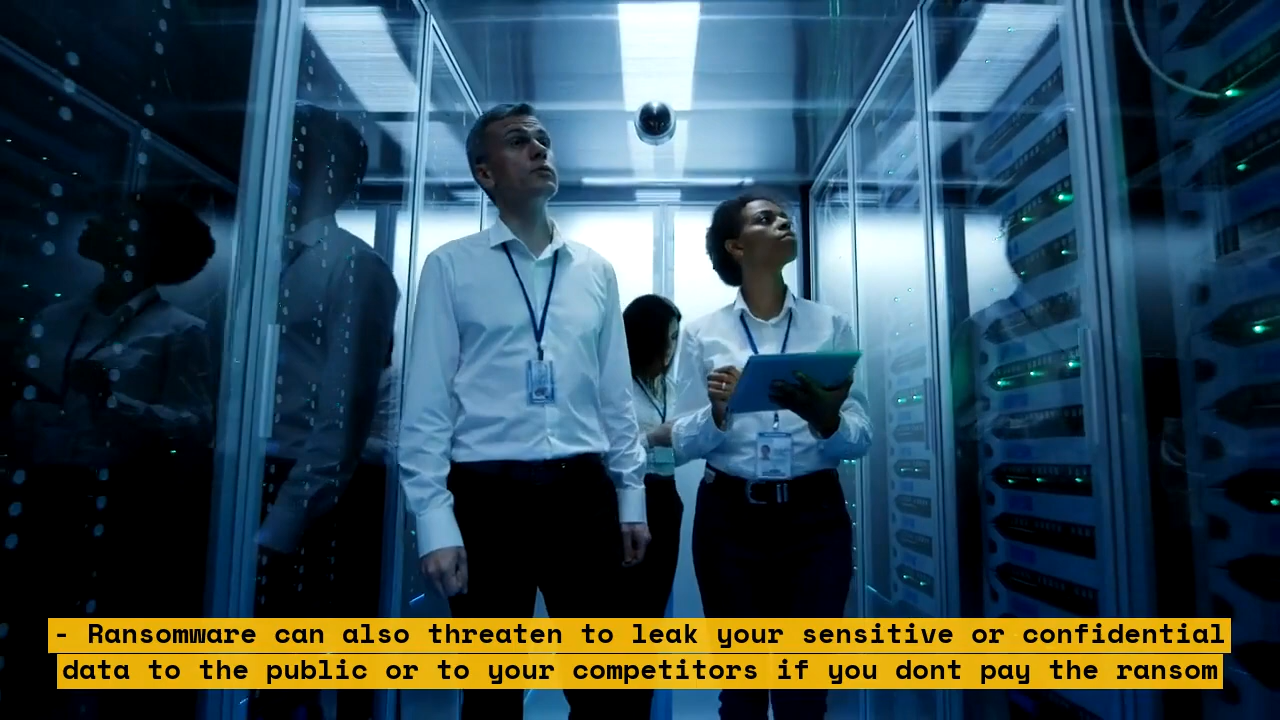 - Ransomware can also threaten to leak your sensitive or confidential
data to the public or to your competitors if you dont pay the ransom